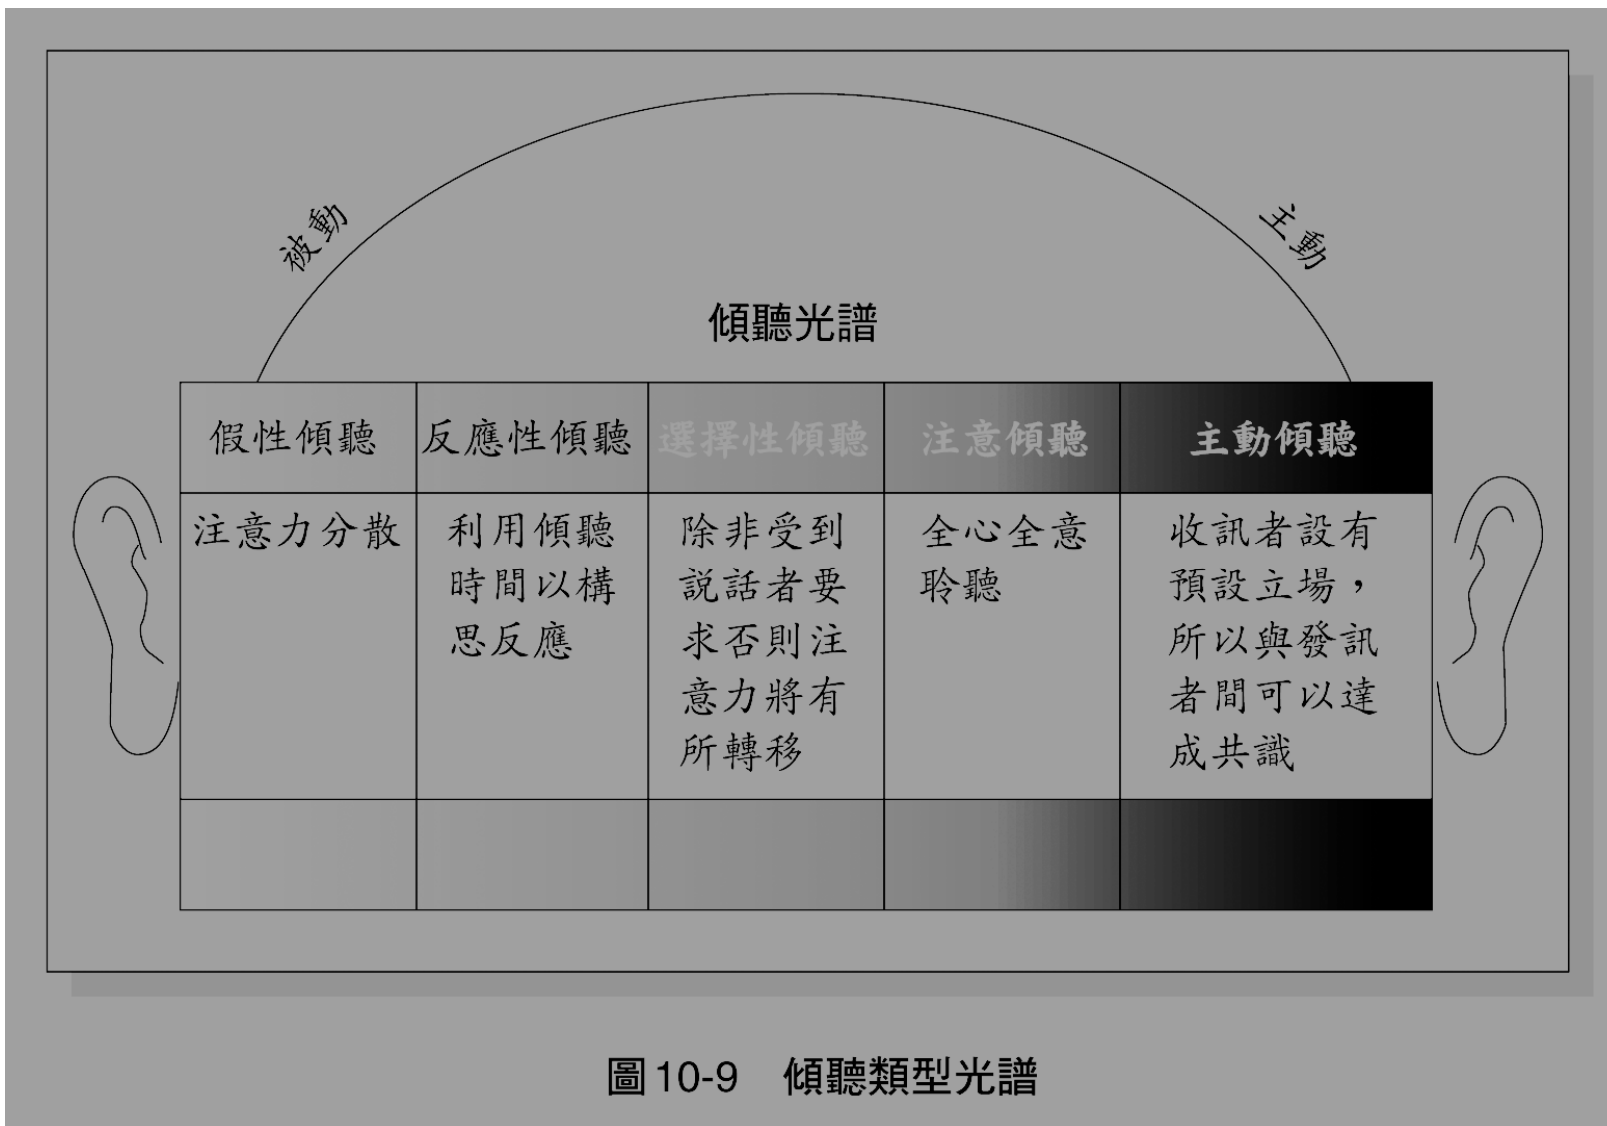 被動
主動
傾聽光譜
假性傾聽
反應性傾聽
選擇性傾聽
注意傾聽
主動傾聽
注意力分散
利用傾聽
時間以構
思反應
除非受到
説話者要
求否則注
意力將有
所轉移
全心全意
聆聽
收訊者設有
預設立場，
所以與發訊
者間可以達
成共識
圖10-9 傾聽類型光譜